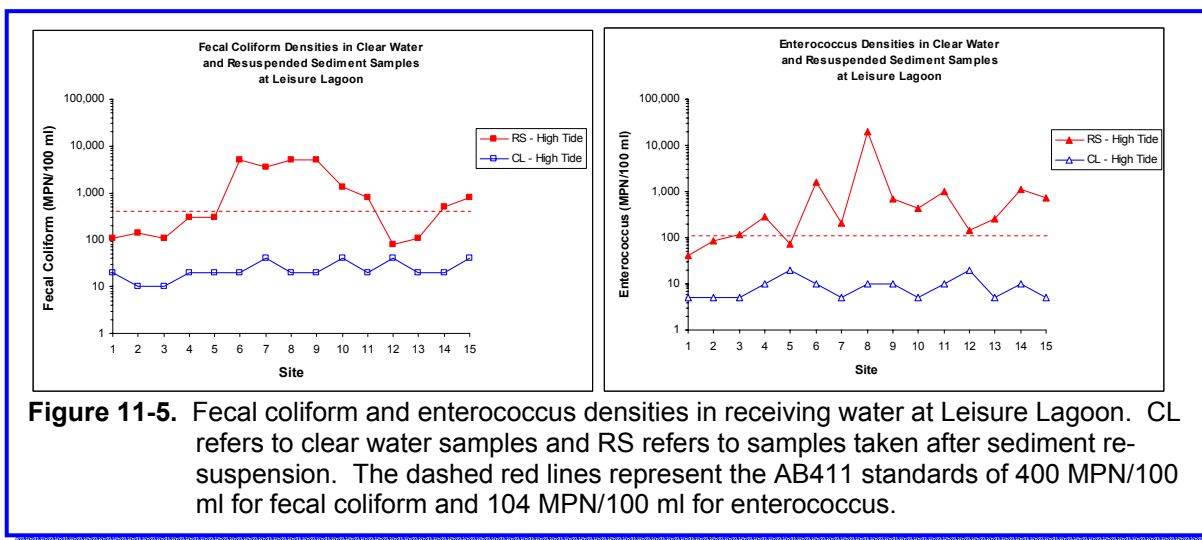 Fecal Coliform Densities in Clear Water
and Resuspended Sediment Samples
at Leisure Lagoon
100,000
10,000
1,000
100
10
1
Fecal Coliform (MPN/100 ml)
1 2 3 4 5 6 7 8 9 10 11 12 13 14 15
Site
RS - High Tide
CL - High Tide
Enterococcus Densities in Clear Water
and Resuspended Sediment Samples
at Leisure Lagoon
100,000
10,000
1,000
100
10
1
Enterococcus (MPN/100 ml)
1 2 3 4 5 6 7 8 9 10 11 12 13 14 15
Site
RS - High Tide
CL - High Tide
Figure 11-5. Fecal coliform and enterococcus densities in receiving water at Leisure Lagoon. CL
refers to clear water samples and RS refers to samples taken after sediment re-
suspension. The dashed red lines represent the AB411 standards of 400 MPN/100
ml for fecal coliform and 104 MPN/100 ml for enterococcus.